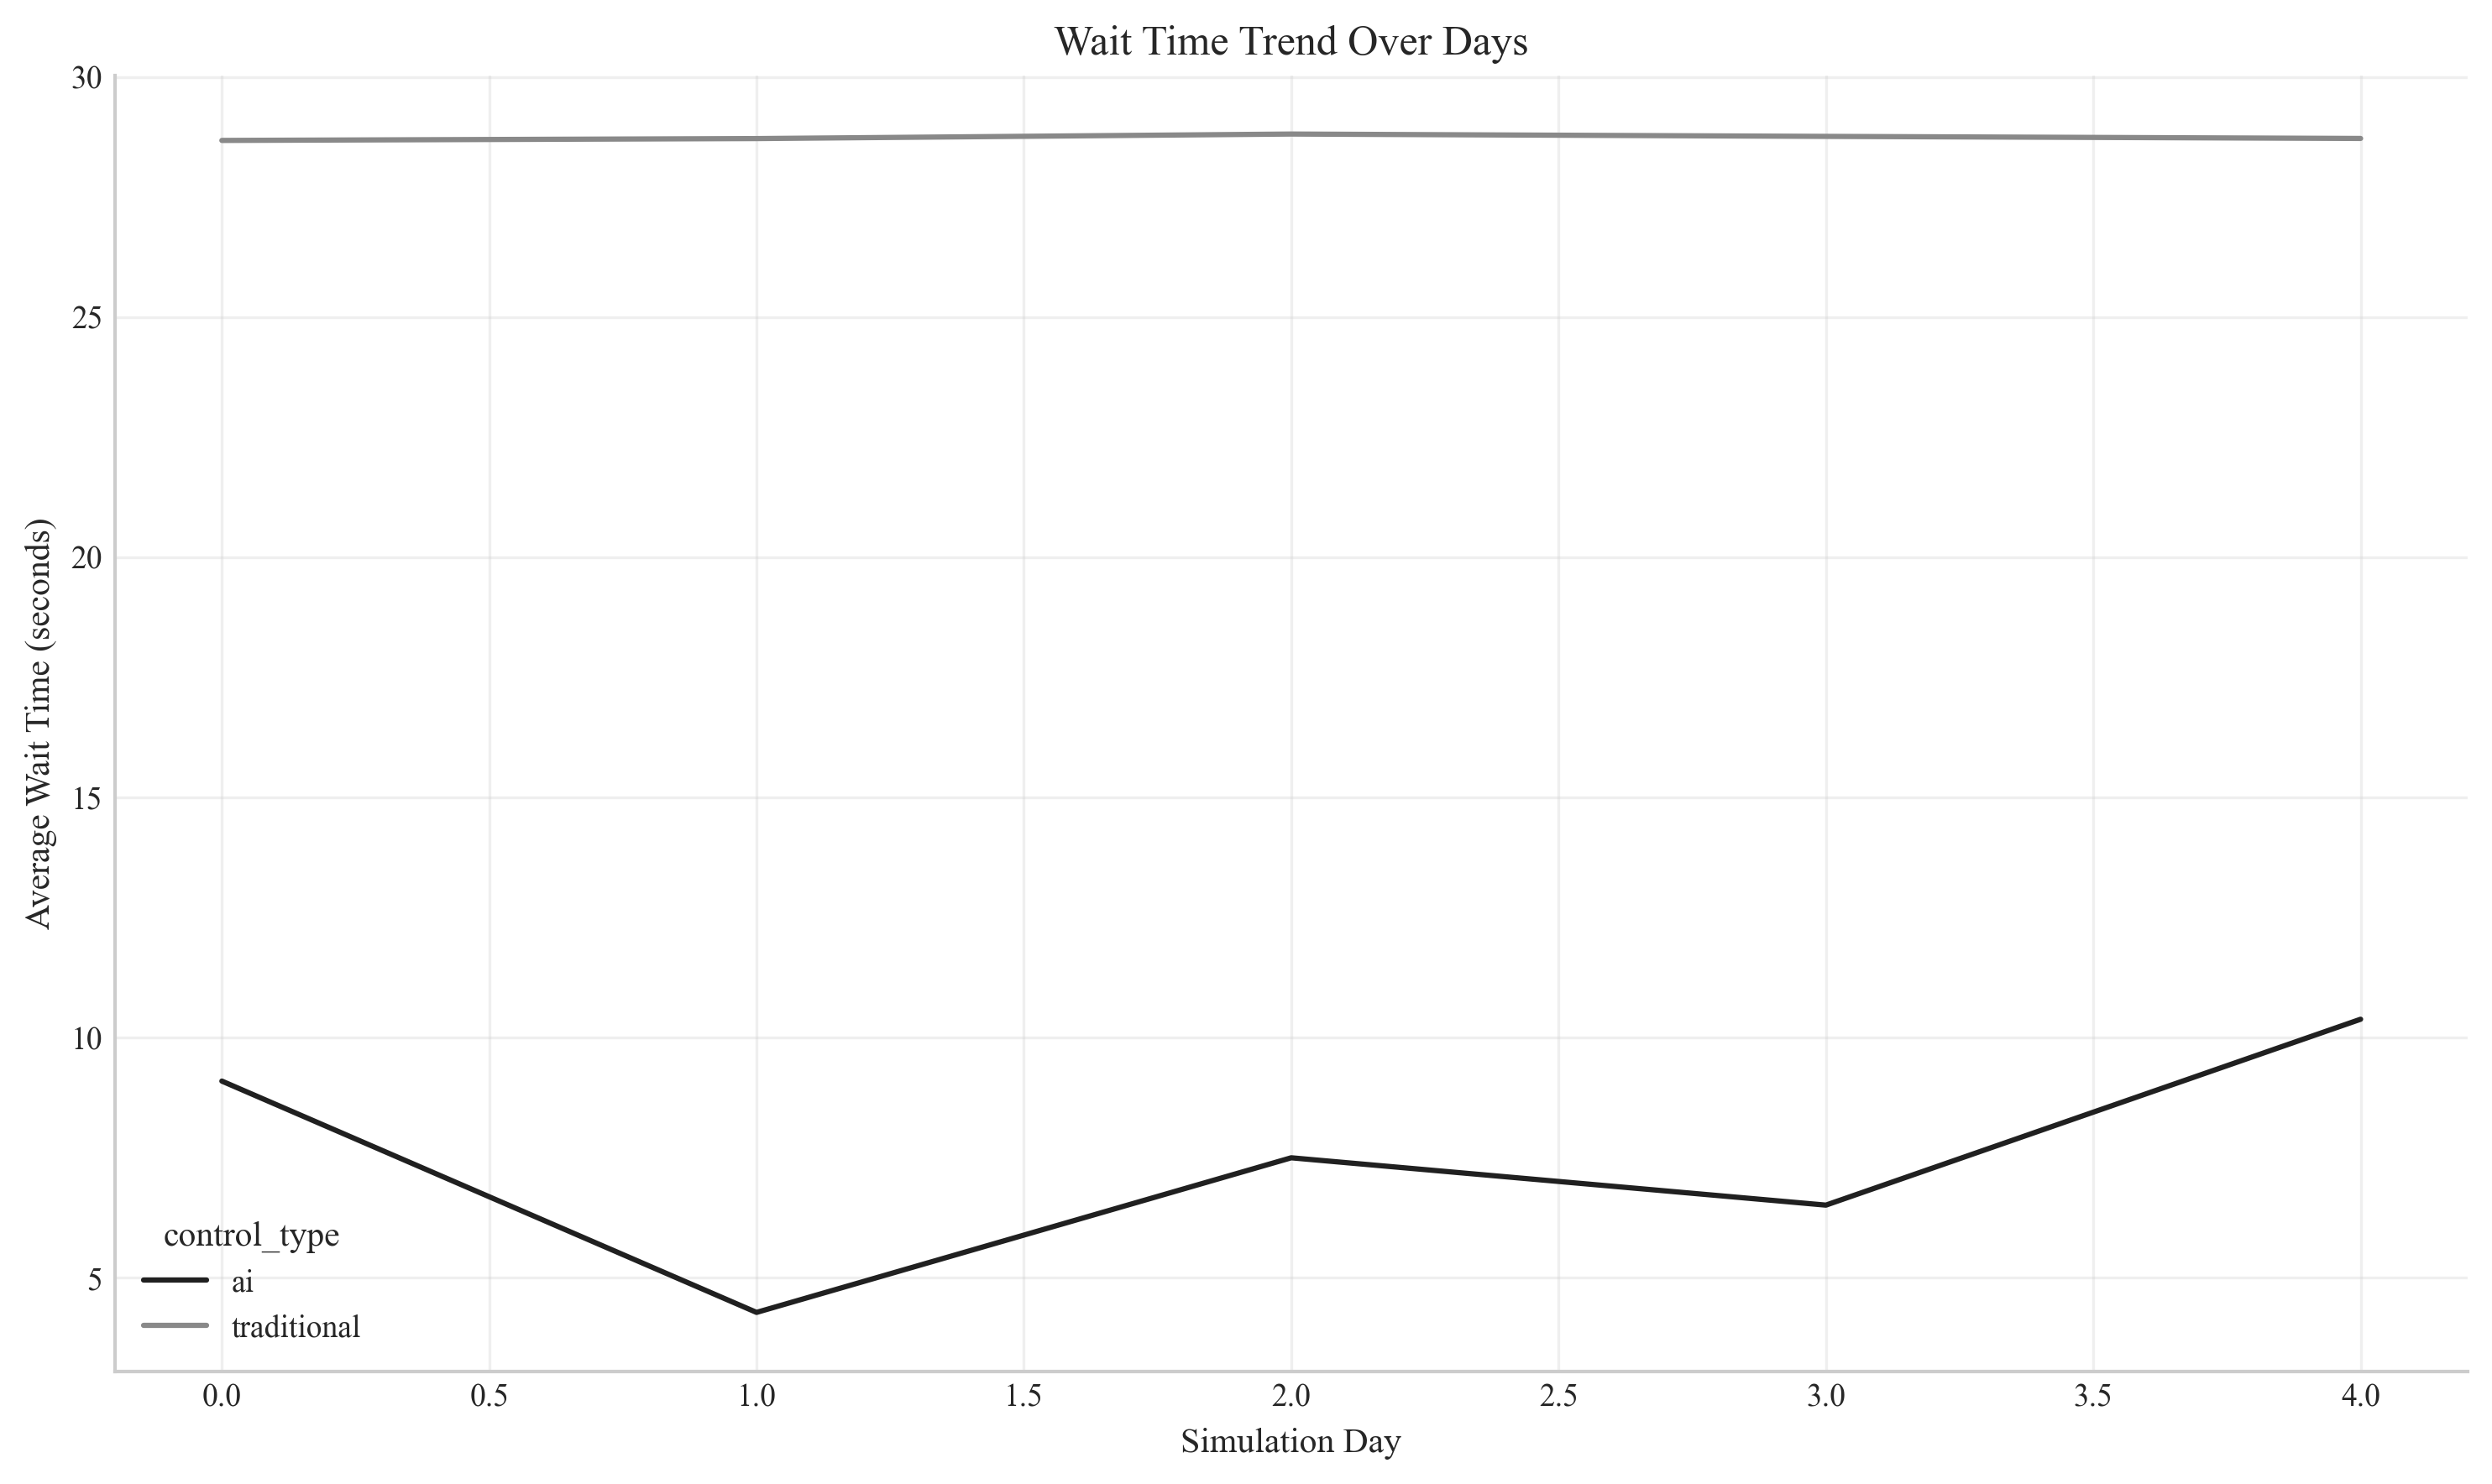 Wait Time Trend Over Days
30
25
20
15
10
5
Average Wait Time (seconds)
control_type
ai
traditional
0.0 0.5 1.0 1.5 2.0 2.5 3.0 3.5 4.0
Simulation Day